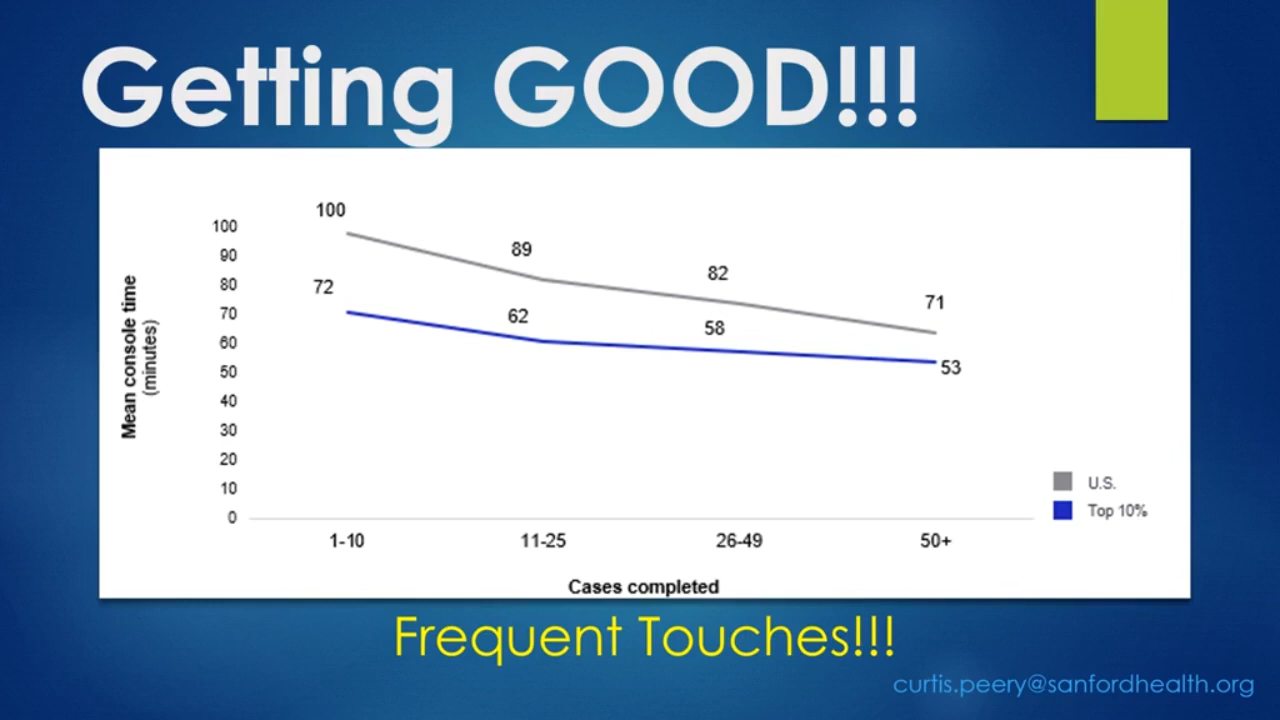 Getting GOOD!!!
Mean console time
(minutes)
100
90
80
70
60
50
40
30
20
10
0
100
89
82
71
72
62
58
53
1-10
11-25
26-49
50+
Cases completed
U.S.
Top 10%
Frequent Touches!!!
curtis.peery@sanfordhealth.org